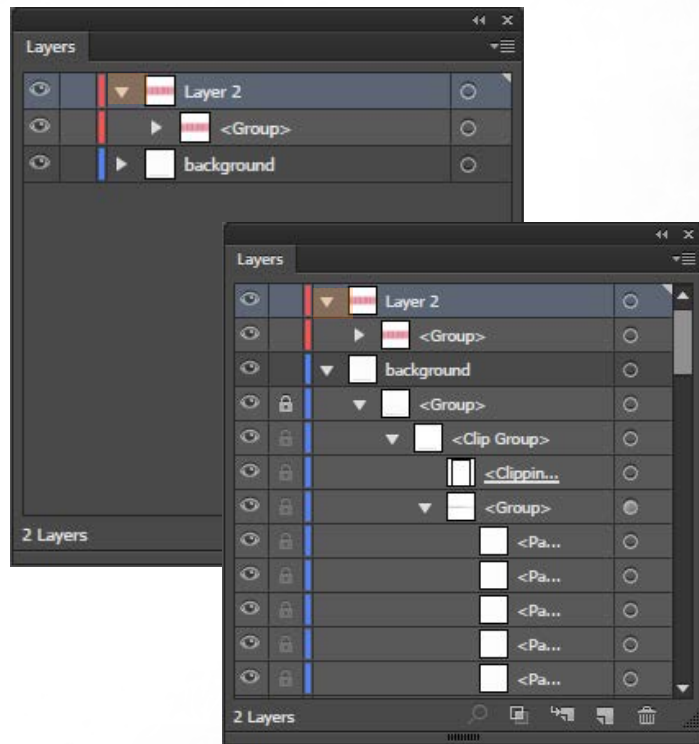 Layers
Layer 2
<Group>
background
2 Layers
Layers
Layer 2
<Group>
background
<Group>
<Clip Group>
<Clippin...
<Group>
<Pa...
<Pa...
<Pa...
<Pa...
<Pa...
2 Layers